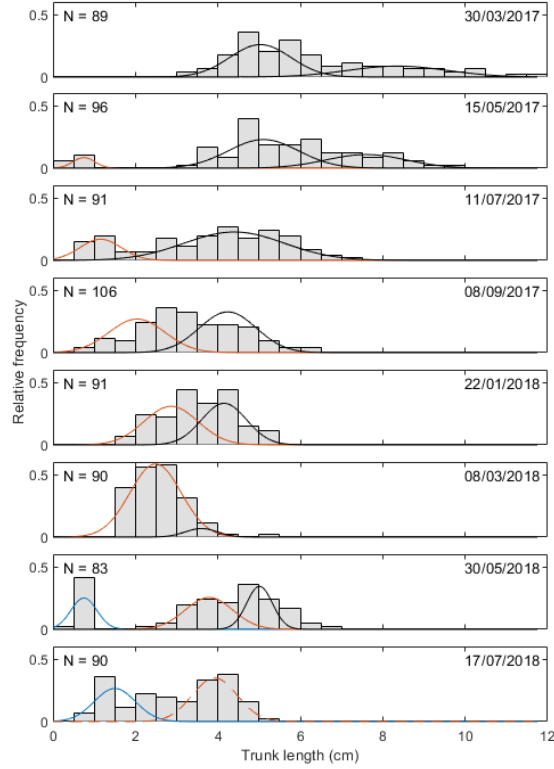 0.5
N = 89
30/03/2017
0
0.5
N = 96
15/05/2017
0
0.5
N = 91
11/07/2017
0
0.5
N = 106
08/09/2017
0
0.5
N = 91
22/01/2018
0
0.5
N = 90
08/03/2018
0
0.5
N = 83
30/05/2018
0
0.5
N = 90
17/07/2018
0
0 2 4 6 8 10 12
Trunk length (cm)
Relative frequency